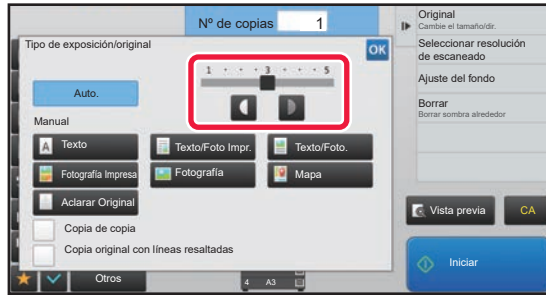 Nº de copias 1
Tipo de exposición/original
OK
1 3 5
Auto.
Manual
A Texto
Texto/Foto Impr.
Texto/Foto.
Fotografía Impresa
Fotografía
Mapa
Aclarar Original
Copia de copia
Copia original con líneas resaltadas
Otros
4 A3
Original
Cambie el tamaño/dir.
Seleccionar resolución
de escaneado
Ajuste del fondo
Borrar
Borrar sombra alrededor
Vista previa
CA
Iniciar